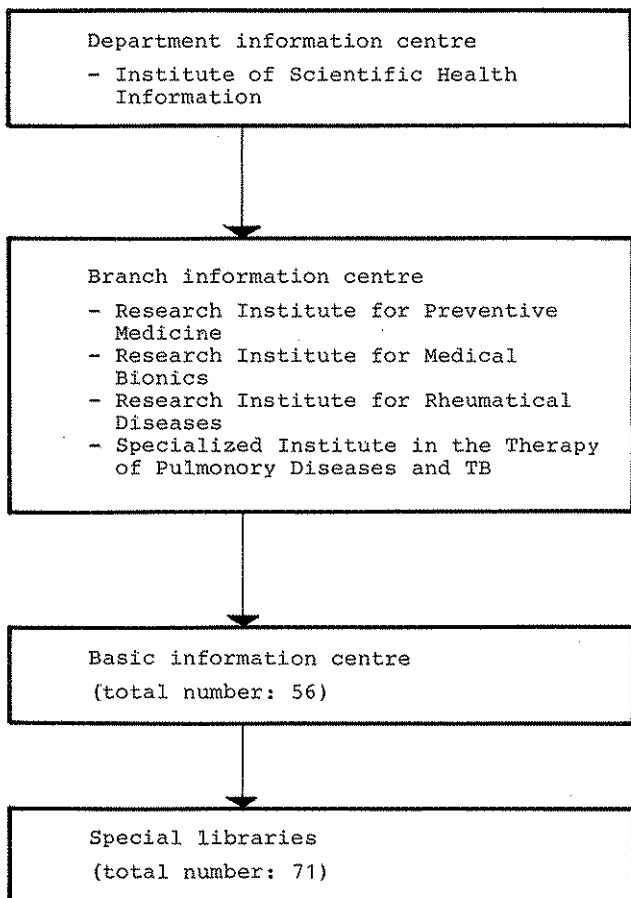 Department information centre
- Institute of Scientific Health
Information
Branch information centre
- Research Institute for Preventive
Medicine
- Research Institute for Medical
Bionics
- Research Institute for Rheumatical
Diseases
- Specialized Institute in the Therapy
of Pulmonory Diseases and TB
Basic information centre
(total number: 56)
Special libraries
(total number: 71)